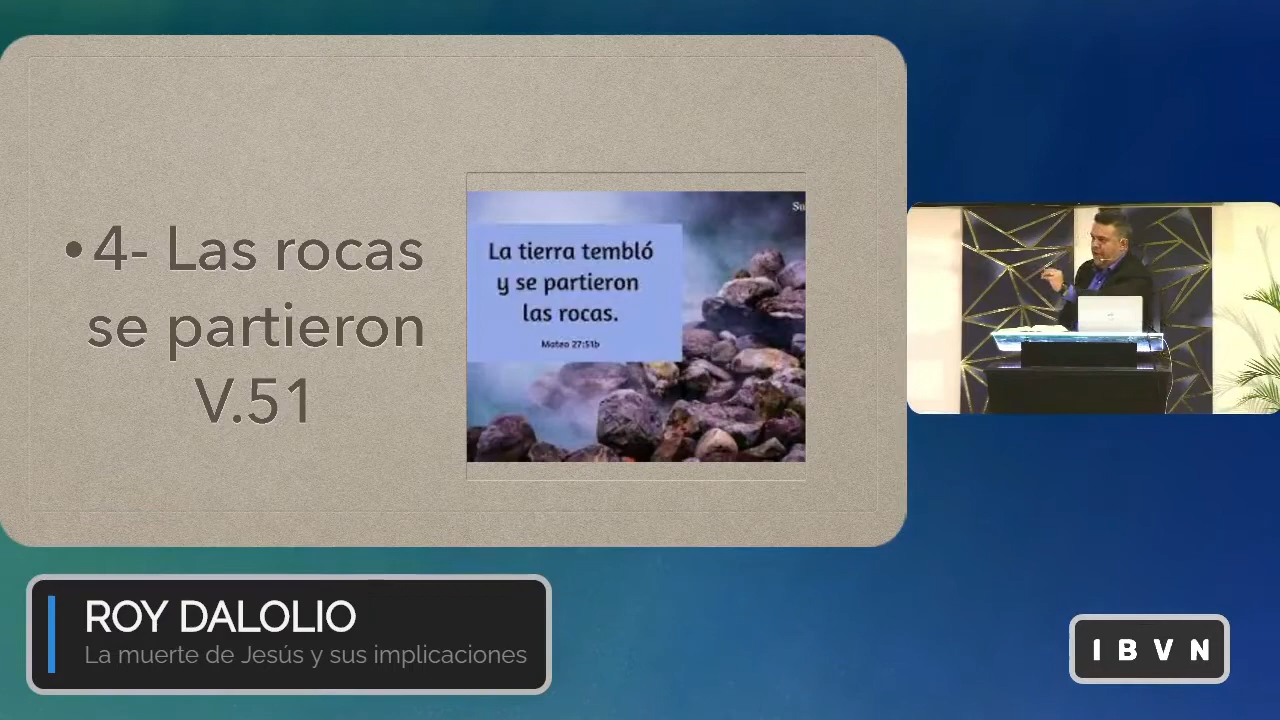 •4- Las rocas
se partieron
V.51
La tierra tembló
y se partieron
las rocas.
Mateo 27:51b
ROY DALOLIO
La muerte de Jesús y sus implicaciones
IBVN